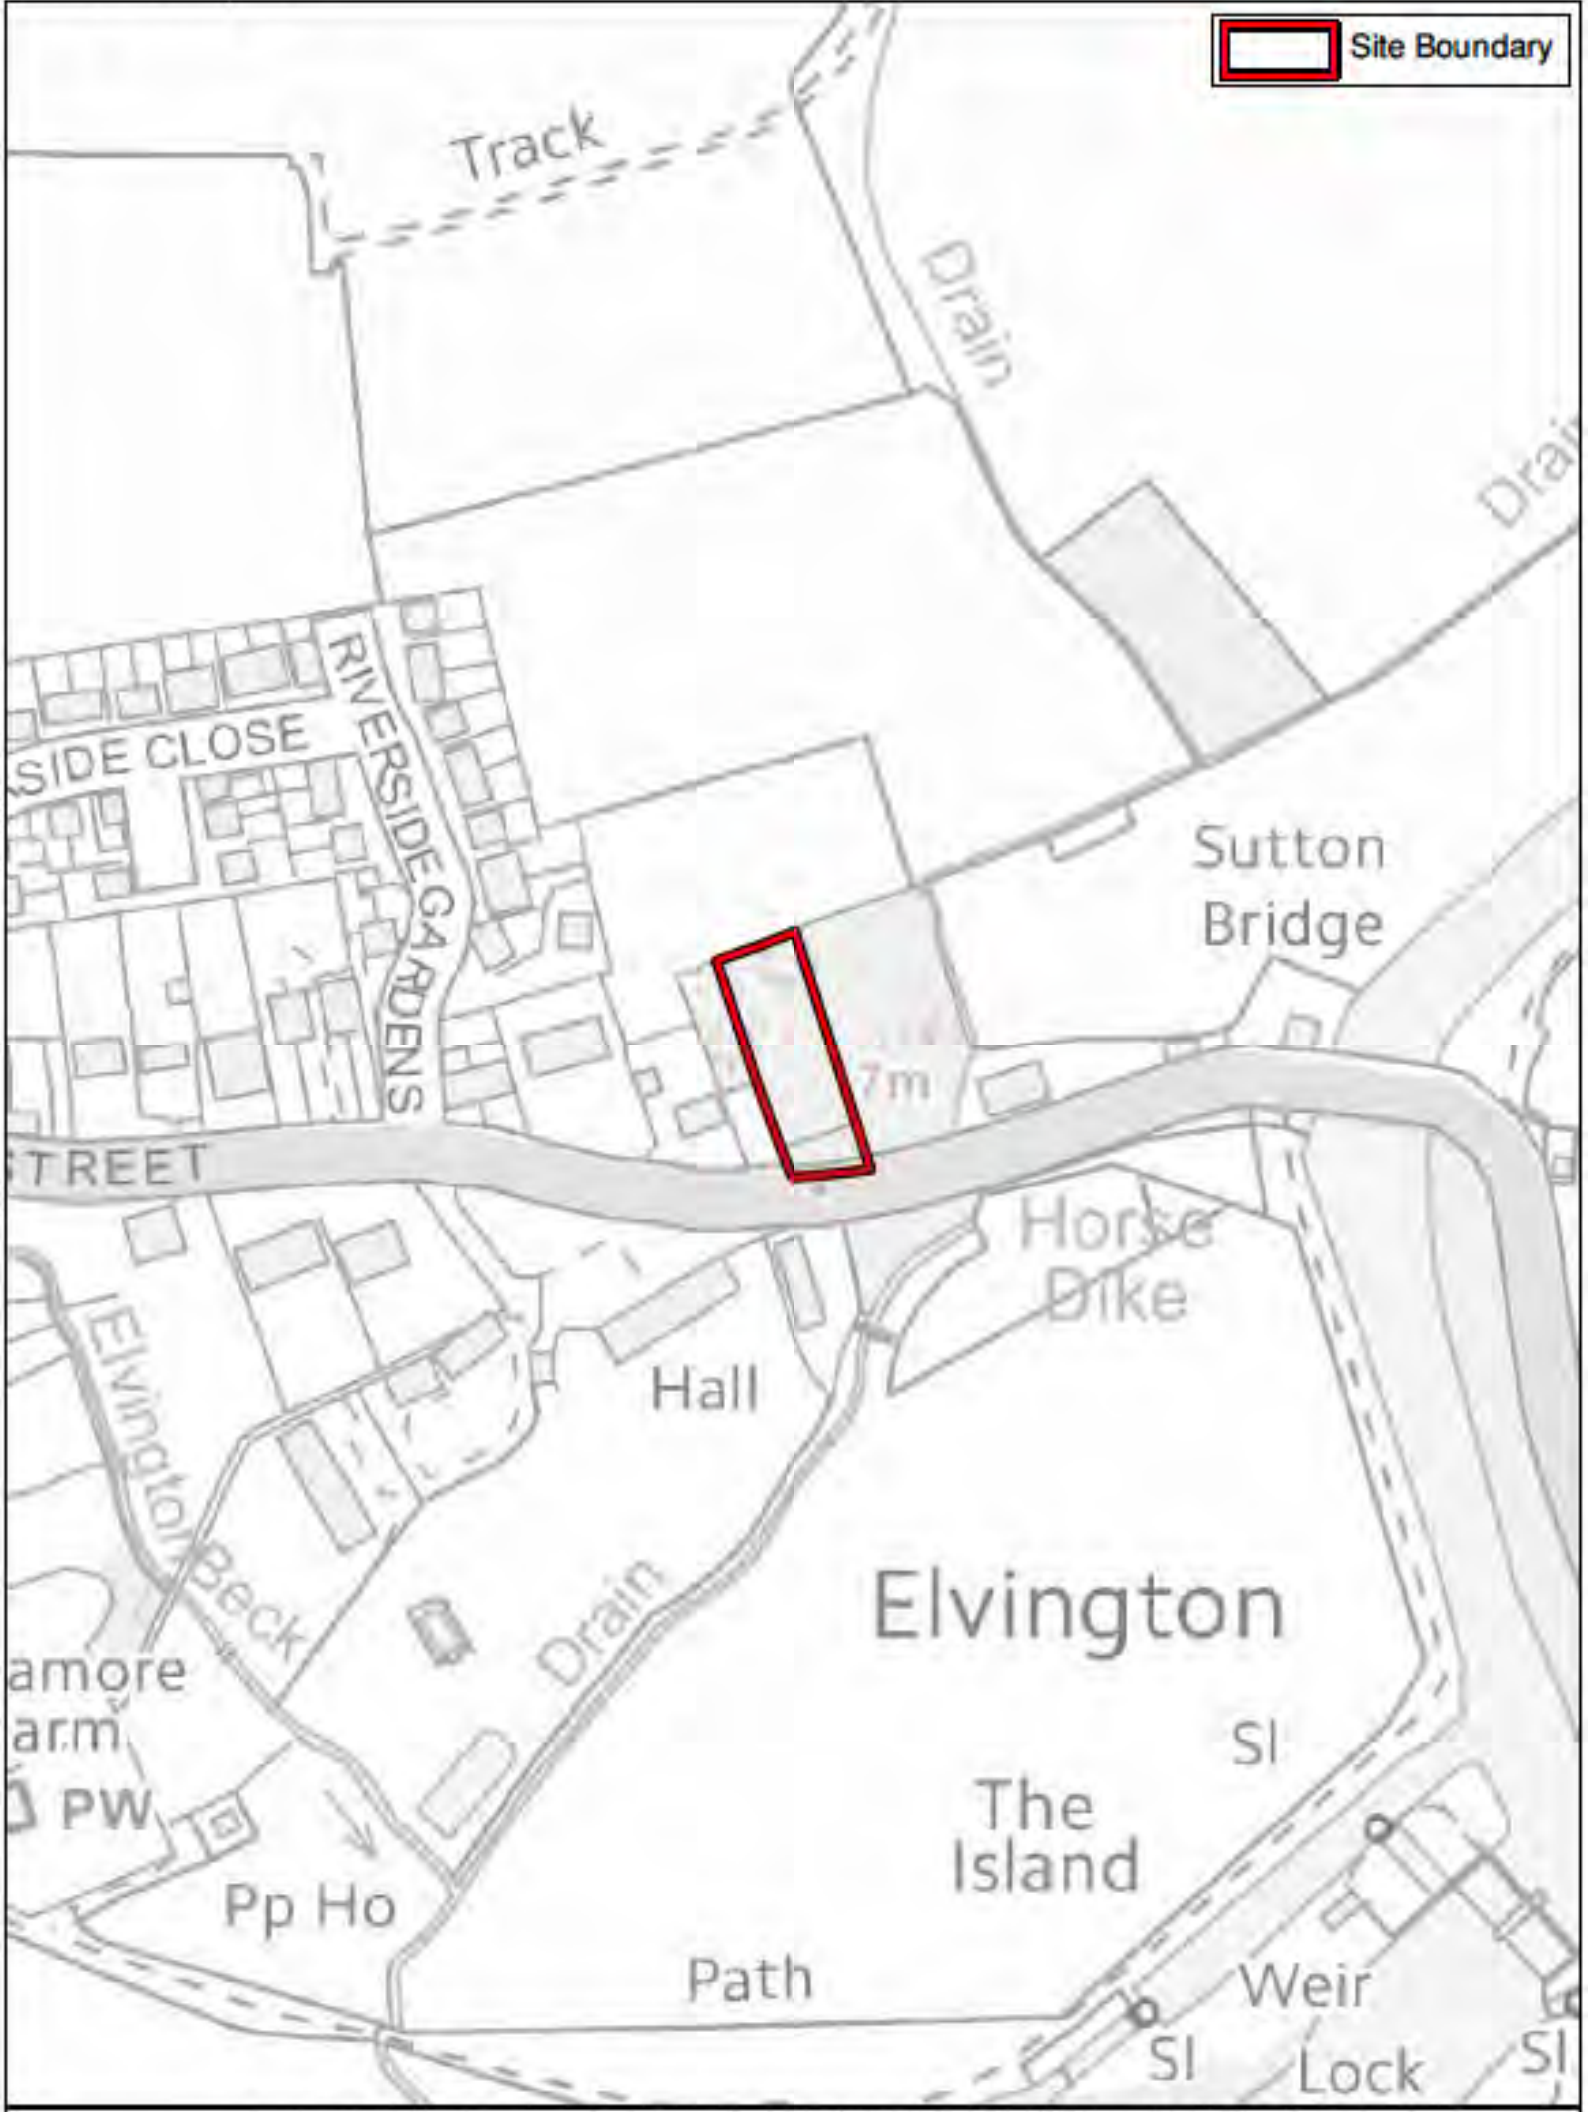 Site Boundary
Track
Drain
Drain
RIVERSIDE GARDENS
SIDE CLOSE
Sutton
Bridge
7m
STREET
Horse
Dike
Elvington Beck
Hall
Drain
Elvington
amore
arm
PW
Sl
The
Island
Pp Ho
Path
Weir
Sl
Lock
Sl